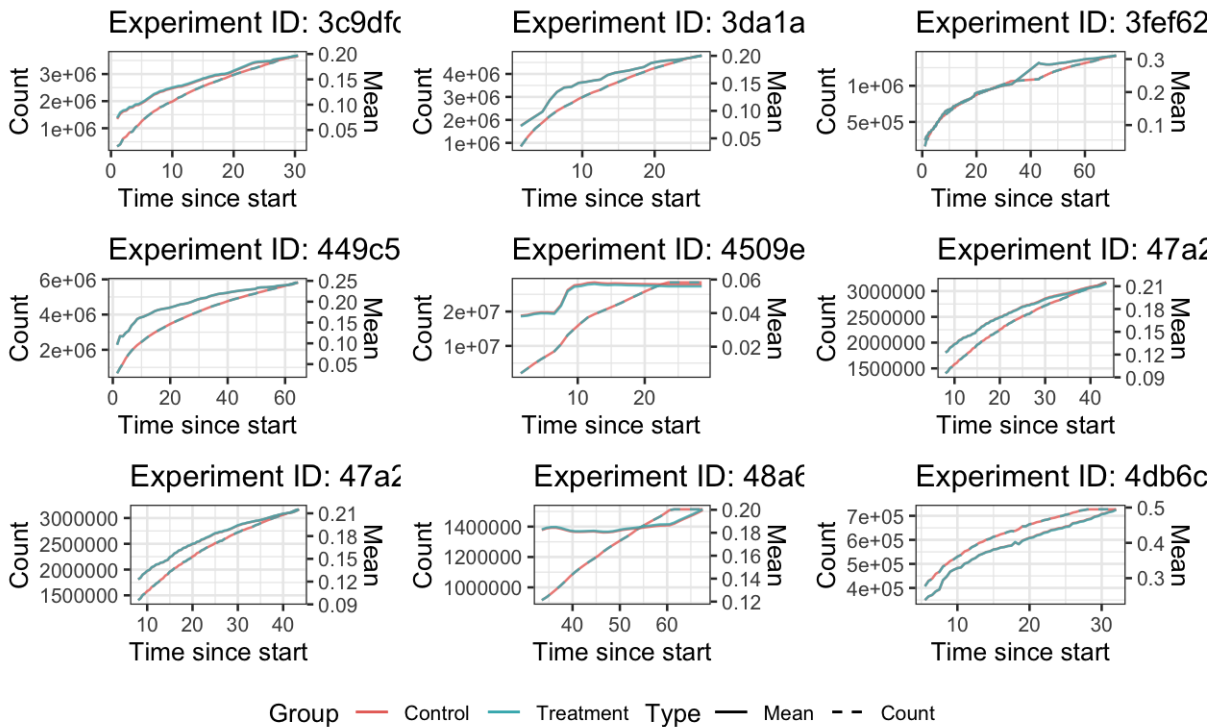 Experiment ID: 3c9dfc
Count
3e+06
2e+06
1e+06
0.20
0.15
0.10
0.05
Mean
0 10 20 30
Time since start
Experiment ID: 3da1a
Count
4e+06
3e+06
2e+06
1e+06
0.20
0.15
0.10
0.05
Mean
10 20
Time since start
Experiment ID: 3fef62
Count
1e+06
5e+05
0.3
0.2
0.1
Mean
0 20 40 60
Time since start
Experiment ID: 449c5
Count
6e+06
4e+06
2e+06
0.25
0.20
0.15
0.10
0.05
Mean
0 20 40 60
Time since start
Experiment ID: 4509e
Count
2e+07
1e+07
0.06
0.04
0.02
Mean
10 20
Time since start
Experiment ID: 47a2
Count
3000000
2500000
2000000
1500000
0.21
0.18
0.15
0.12
0.09
Mean
10 20 30 40
Time since start
Experiment ID: 47a2
Count
3000000
2500000
2000000
1500000
0.21
0.18
0.15
0.12
0.09
Mean
10 20 30 40
Time since start
Experiment ID: 48a6
Count
1400000
1200000
1000000
0.20
0.18
0.16
0.14
0.12
Mean
40 50 60
Time since start
Experiment ID: 4db6c
Count
7e+05
6e+05
5e+05
4e+05
0.5
0.4
0.3
Mean
10 20 30
Time since start
Group Control Treatment Type Mean Count